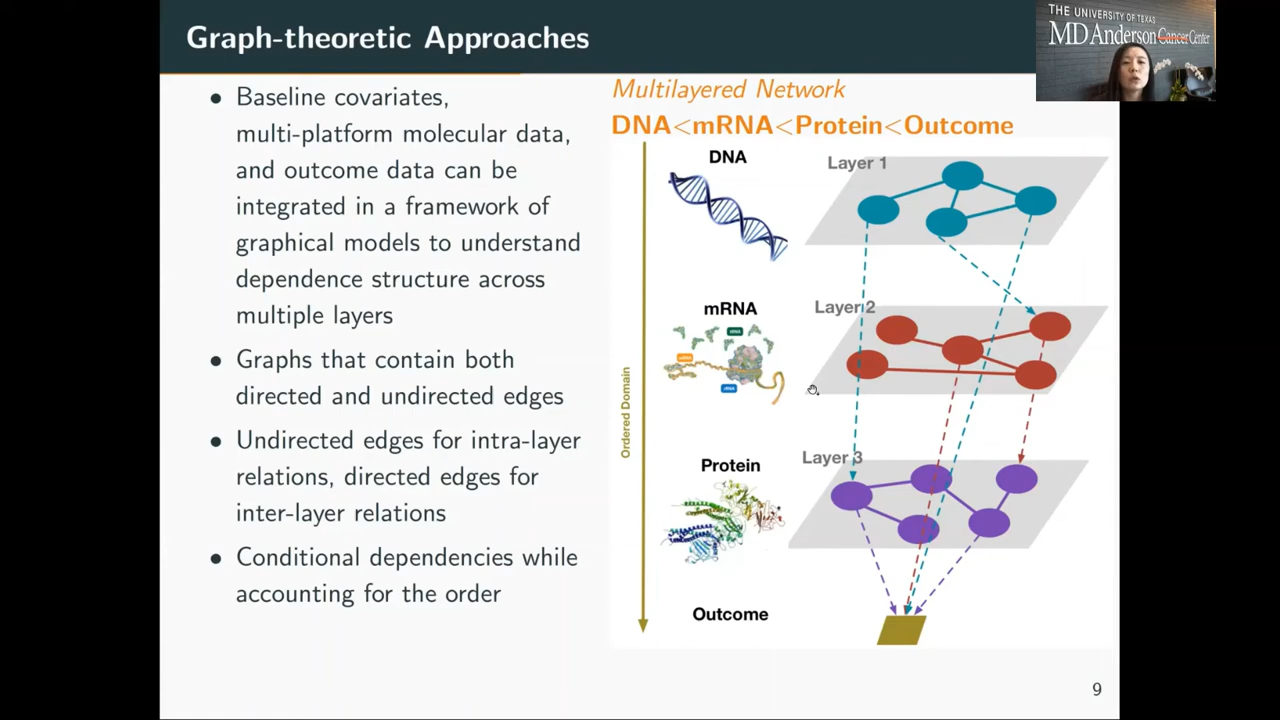 Graph-theoretic Approaches
THE UNIVERSITY OF TEXAS
MD Anderson Cancer Center
• Baseline covariates,
multi-platform molecular data,
and outcome data can be
integrated in a framework of
graphical models to understand
dependence structure across
multiple layers
• Graphs that contain both
directed and undirected edges
• Undirected edges for intra-layer
relations, directed edges for
inter-layer relations
• Conditional dependencies while
accounting for the order
Multilayered Network
DNA<mRNA<Protein<Outcome
Ordered Domain
DNA
Layer 1
mRNA
Layer 2
Protein
Layer 3
Outcome
9